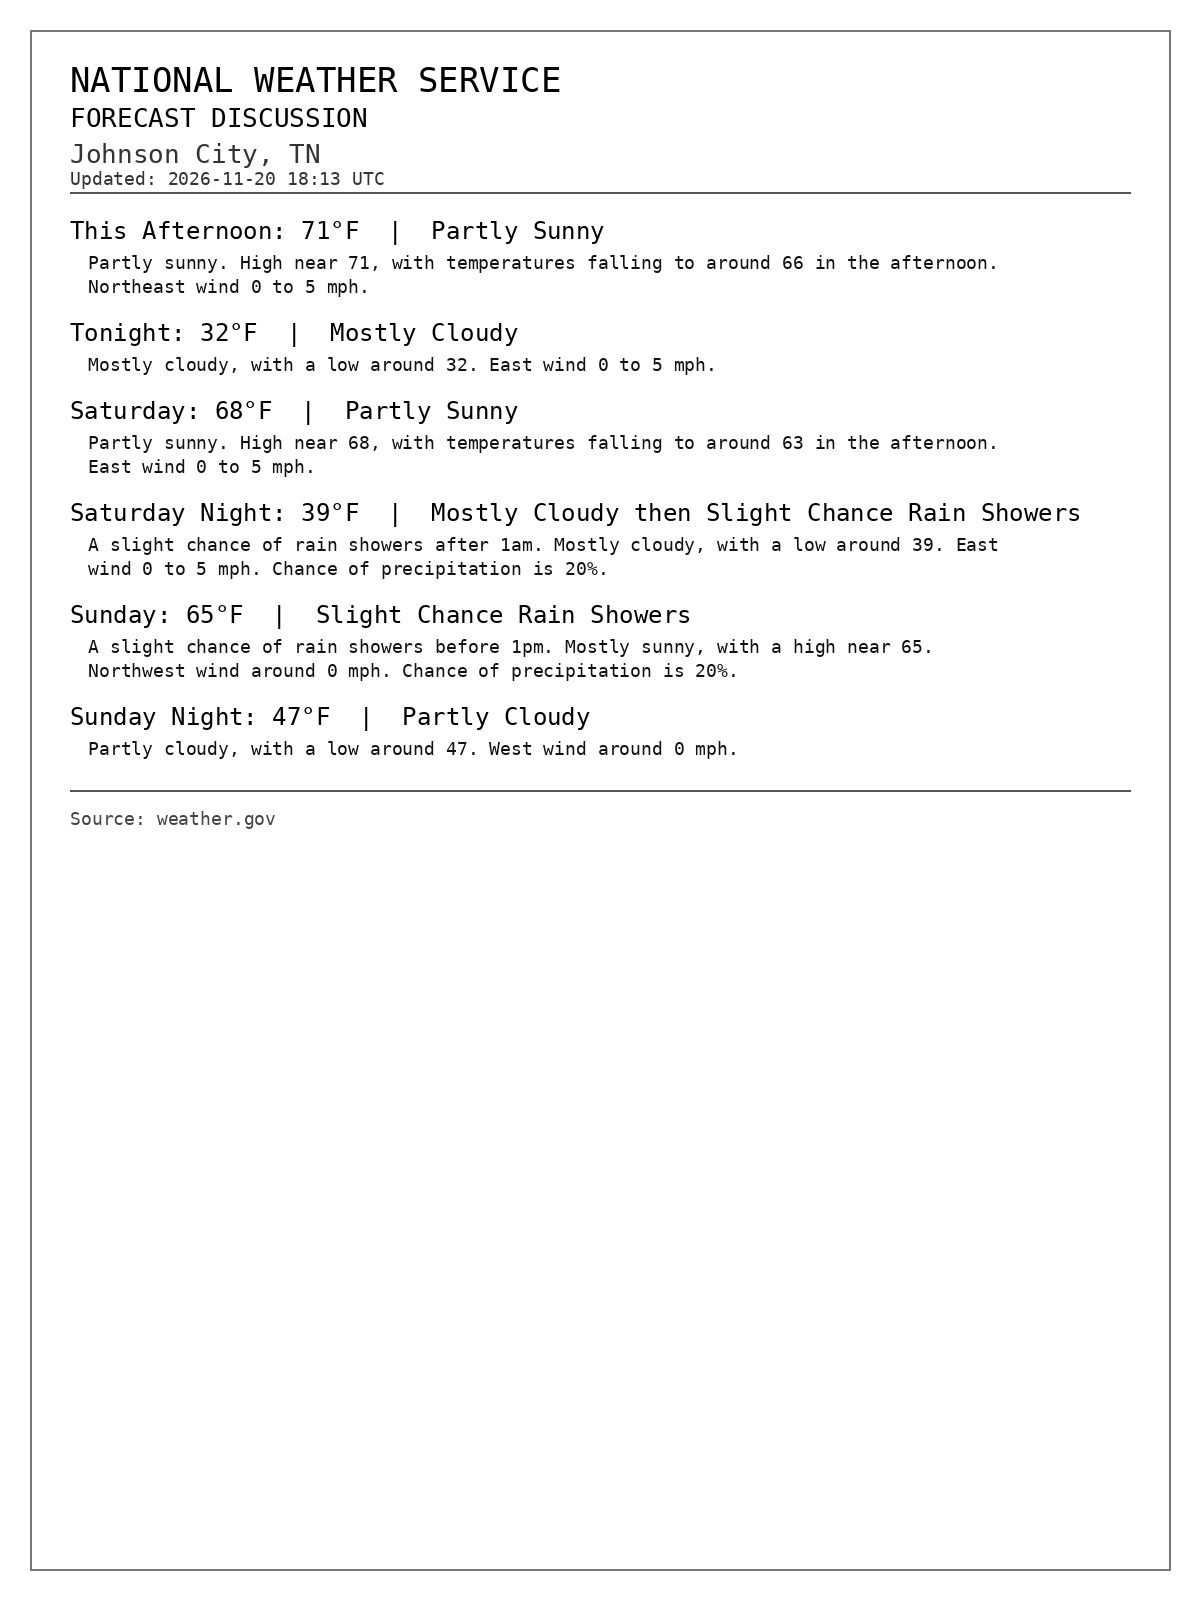 NATIONAL WEATHER SERVICE
FORECAST DISCUSSION
Johnson City, TN
Updated: 2026-11-20 18:13 UTC
This Afternoon: 71°F | Partly Sunny
Partly sunny. High near 71, with temperatures falling to around 66 in the afternoon.
Northeast wind 0 to 5 mph.
Tonight: 32°F | Mostly Cloudy
Mostly cloudy, with a low around 32. East wind 0 to 5 mph.
Saturday: 68°F | Partly Sunny
Partly sunny. High near 68, with temperatures falling to around 63 in the afternoon.
East wind 0 to 5 mph.
Saturday Night: 39°F | Mostly Cloudy then Slight Chance Rain Showers
A slight chance of rain showers after 1am. Mostly cloudy, with a low around 39. East
wind 0 to 5 mph. Chance of precipitation is 20%.
Sunday: 65°F | Slight Chance Rain Showers
A slight chance of rain showers before 1pm. Mostly sunny, with a high near 65.
Northwest wind around 0 mph. Chance of precipitation is 20%.
Sunday Night: 47°F | Partly Cloudy
Partly cloudy, with a low around 47. West wind around 0 mph.
Source: weather.gov